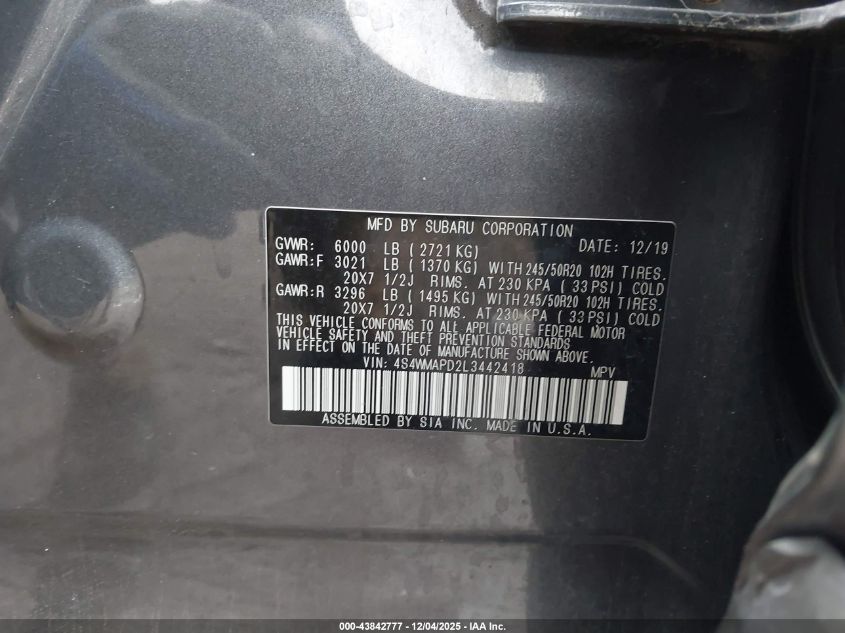 MFD BY SUBARU CORPORATION
GVWR: 6000 LB ( 2721 KG) DATE: 12/19
GAWR:F 3021 LB ( 1370 KG) WITH 245/50R20 102H TIRES.
20X7 1/2J RIMS. AT 230 KPA ( 33 PSI) COLD
GAWR:R 3296 LB ( 1495 KG) WITH 245/50R20 102H TIRES.
20X7 1/2J RIMS. AT 230 KPA ( 33 PSI) COLD
THIS VEHICLE CONFORMS TO ALL APPLICABLE FEDERAL MOTOR
VEHICLE SAFETY AND THEFT PREVENTION STANDARDS
IN EFFECT ON THE DATE OF MANUFACTURE SHOWN ABOVE.
VIN: 4S4WMAPD2L3442418 MPV
ASSEMBLED BY SIA INC. MADE IN U.S.A.
000-43842777 - 12/04/2025 - IAA Inc.